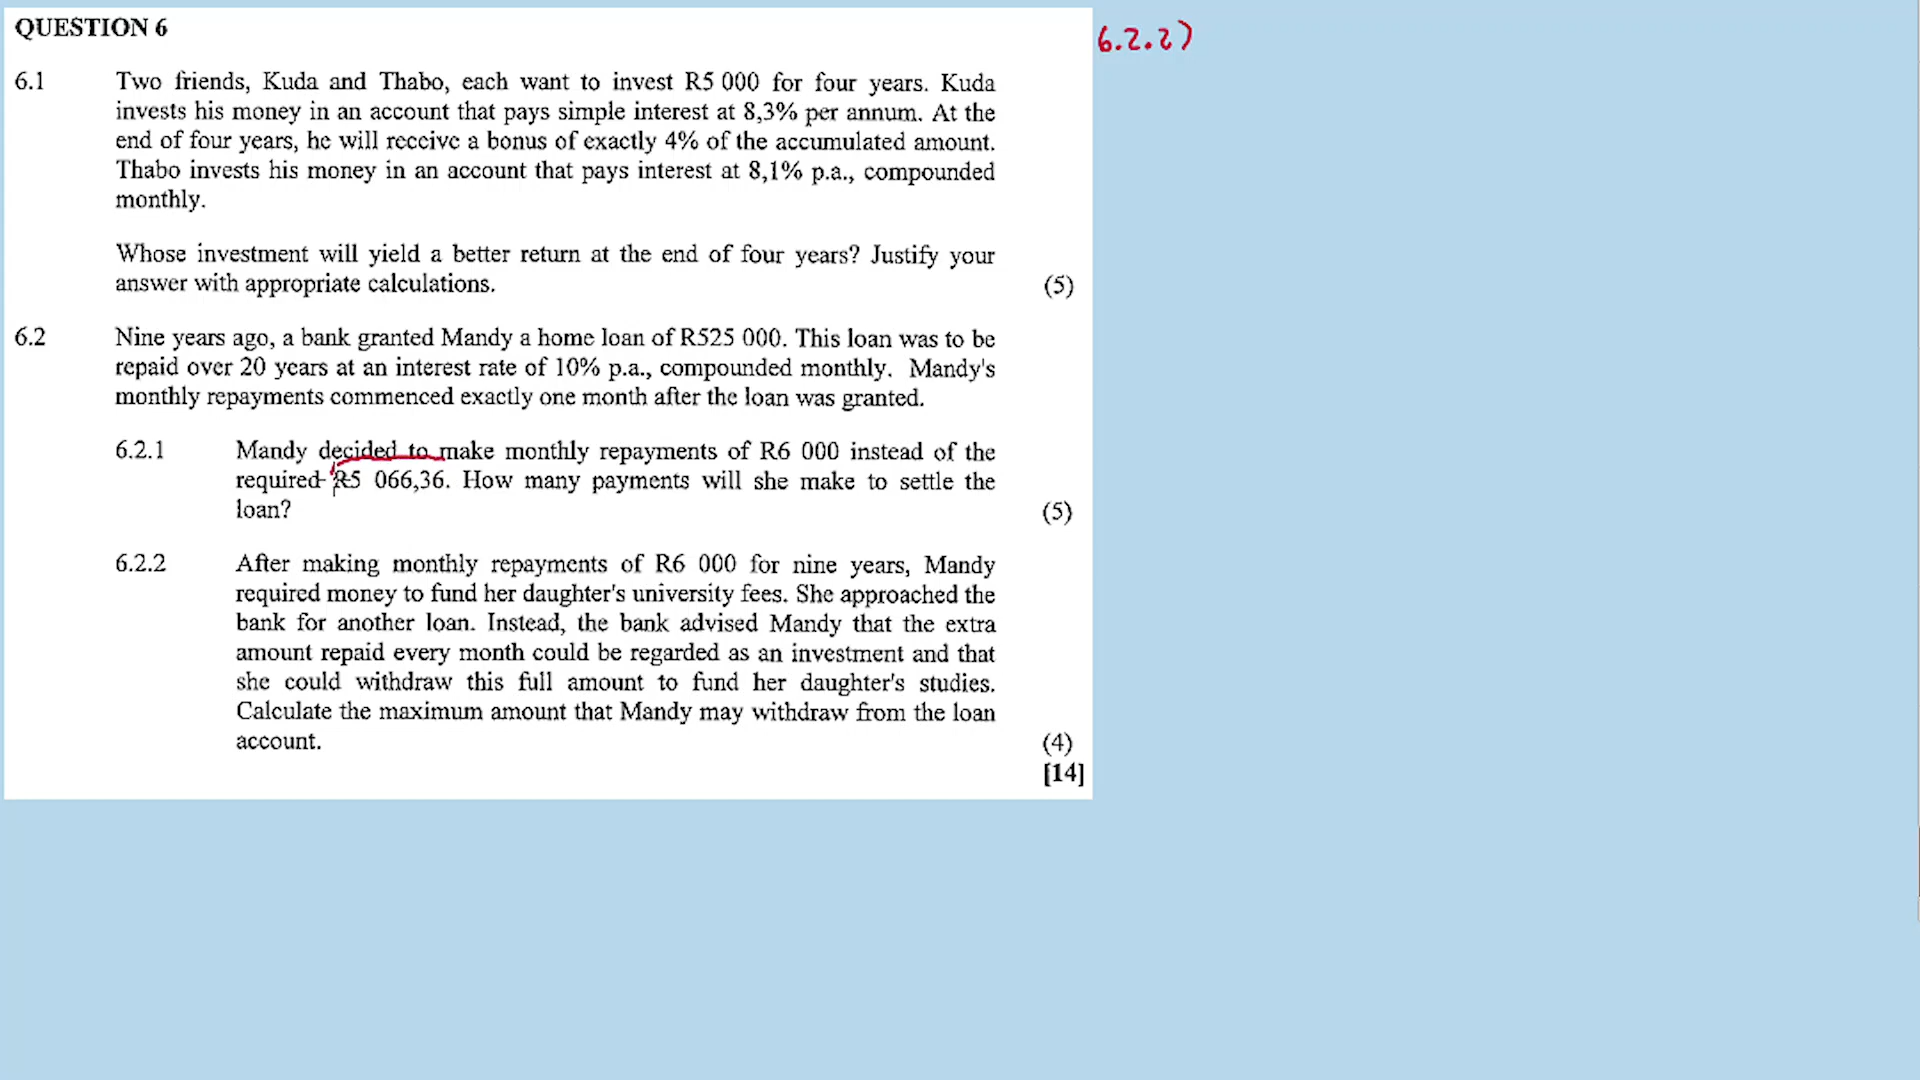 QUESTION 6
6.2.2)
6.1 Two friends, Kuda and Thabo, each want to invest R5 000 for four years. Kuda
invests his money in an account that pays simple interest at 8,3% per annum. At the
end of four years, he will receive a bonus of exactly 4% of the accumulated amount.
Thabo invests his money in an account that pays interest at 8,1% p.a., compounded
monthly.
Whose investment will yield a better return at the end of four years? Justify your
answer with appropriate calculations. (5)
6.2 Nine years ago, a bank granted Mandy a home loan of R525 000. This loan was to be
repaid over 20 years at an interest rate of 10% p.a., compounded monthly. Mandy's
monthly repayments commenced exactly one month after the loan was granted.
6.2.1 Mandy decided to make monthly repayments of R6 000 instead of the
required R5 066,36. How many payments will she make to settle the
loan? (5)
6.2.2 After making monthly repayments of R6 000 for nine years, Mandy
required money to fund her daughter's university fees. She approached the
bank for another loan. Instead, the bank advised Mandy that the extra
amount repaid every month could be regarded as an investment and that
she could withdraw this full amount to fund her daughter's studies.
Calculate the maximum amount that Mandy may withdraw from the loan
account. (4)
[14]